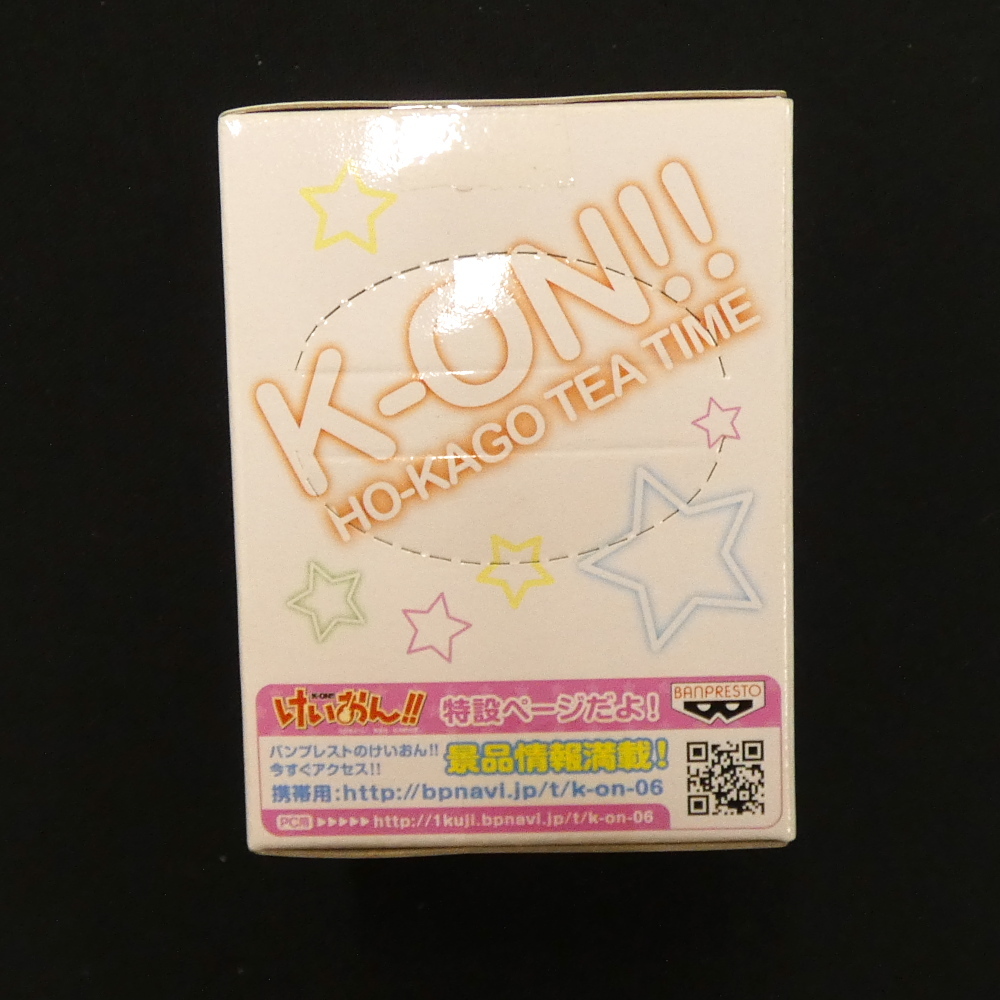 K-ON!!
HO-KAGO TEA TIME
K-ON!!
けいおん!!
特設ページだよ!
BANPRESTO
バンプレストのけいおん!!
今すぐアクセス!!
景品情報満載!
携帯用:http://bpnavi.jp/t/k-on-06
PC用 ▶▶▶▶▶ http://1kuji.bpnavi.jp/t/k-on-06